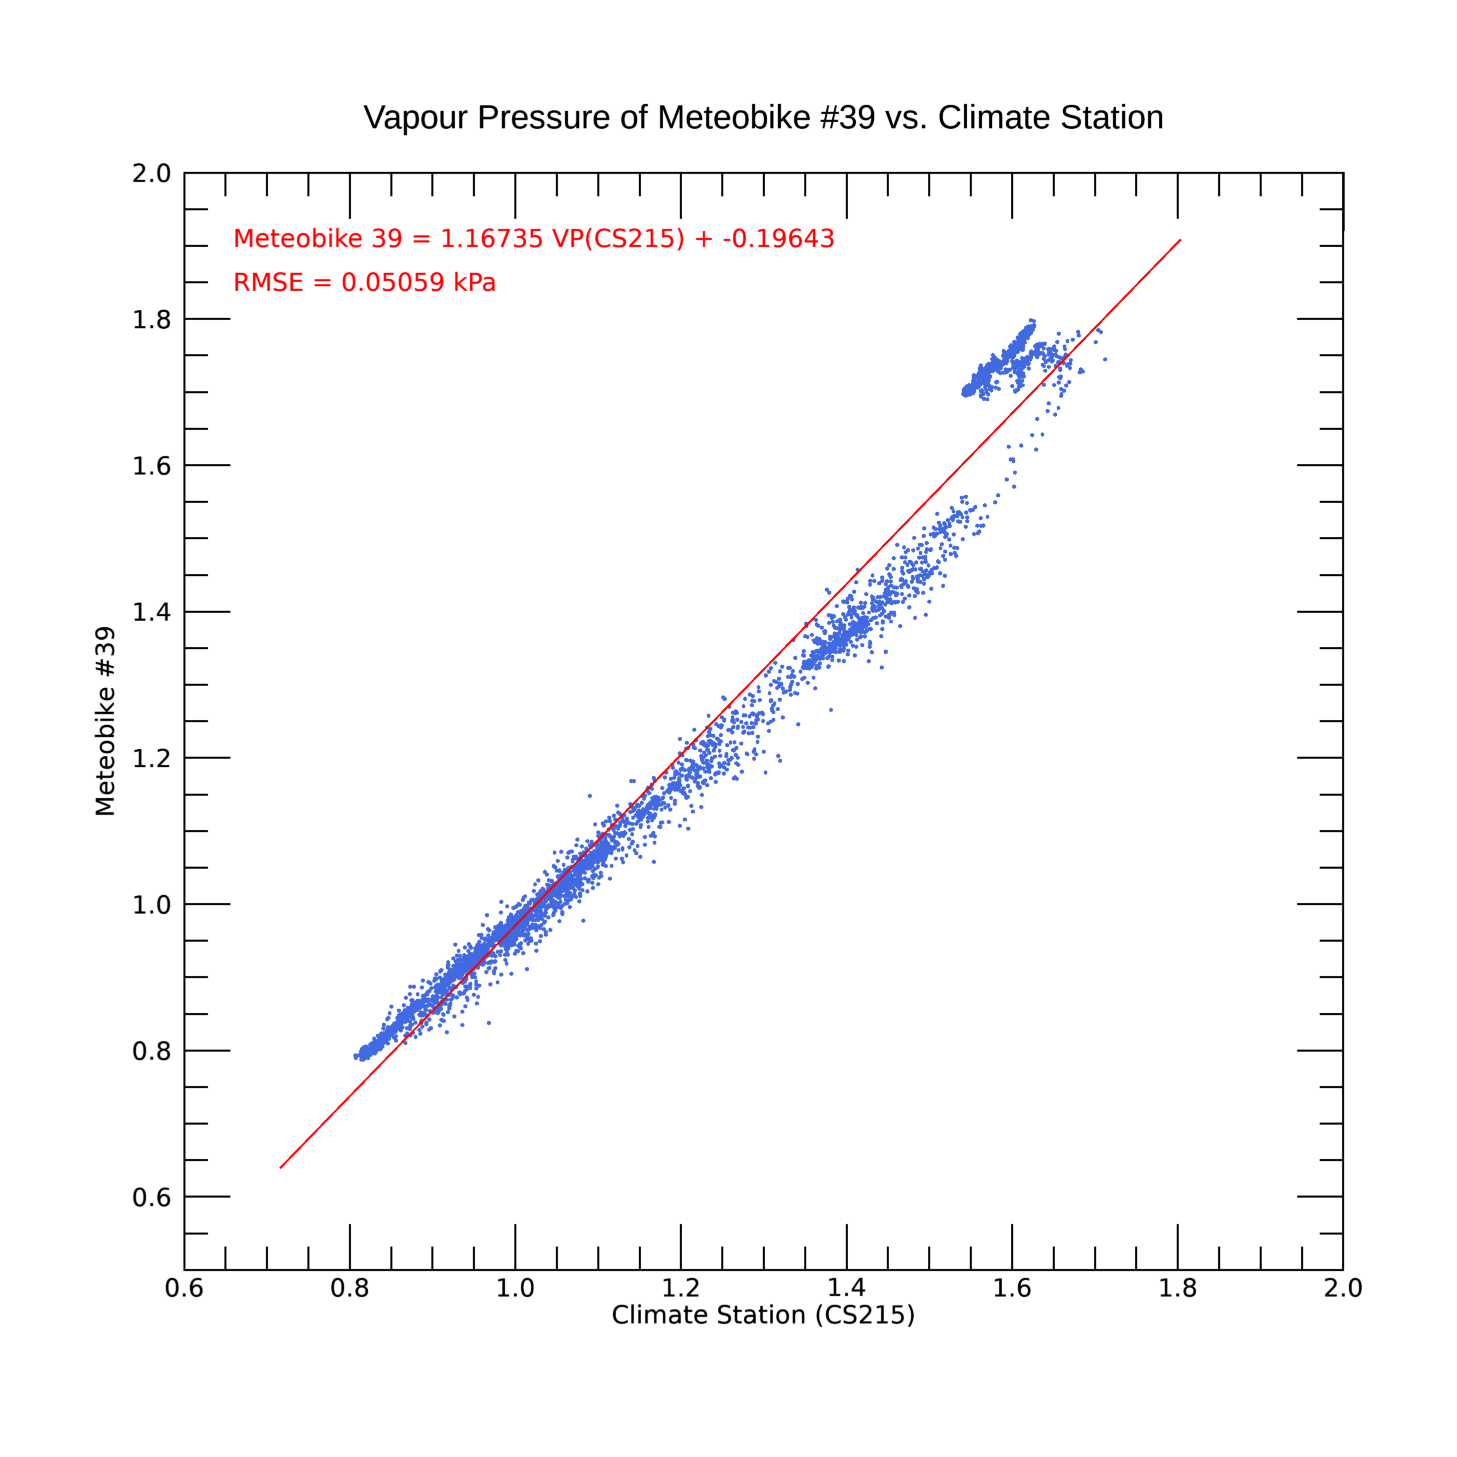 Vapour Pressure of Meteobike #39 vs. Climate Station
2.0
Meteobike 39 = 1.16735 VP(CS215) + -0.19643
RMSE = 0.05059 kPa
1.8
1.6
1.4
1.2
1.0
0.8
0.6
Meteobike #39
0.6 0.8 1.0 1.2 1.4 1.6 1.8 2.0
Climate Station (CS215)